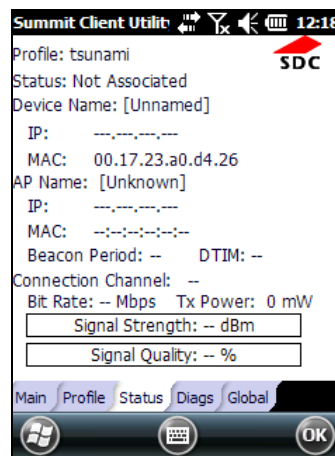 Summit Client Utilit 12:18
Profile: tsunami
SDC
Status: Not Associated
Device Name: [Unnamed]
IP: ---.---.---.---
MAC: 00.17.23.a0.d4.26
AP Name: [Unknown]
IP: ---.---.---.---
MAC: --:--:--:--:--:--
Beacon Period: -- DTIM: --
Connection Channel: --
Bit Rate: -- Mbps Tx Power: 0 mW
Signal Strength: -- dBm
Signal Quality: -- %
Main Profile Status Diags Global
OK